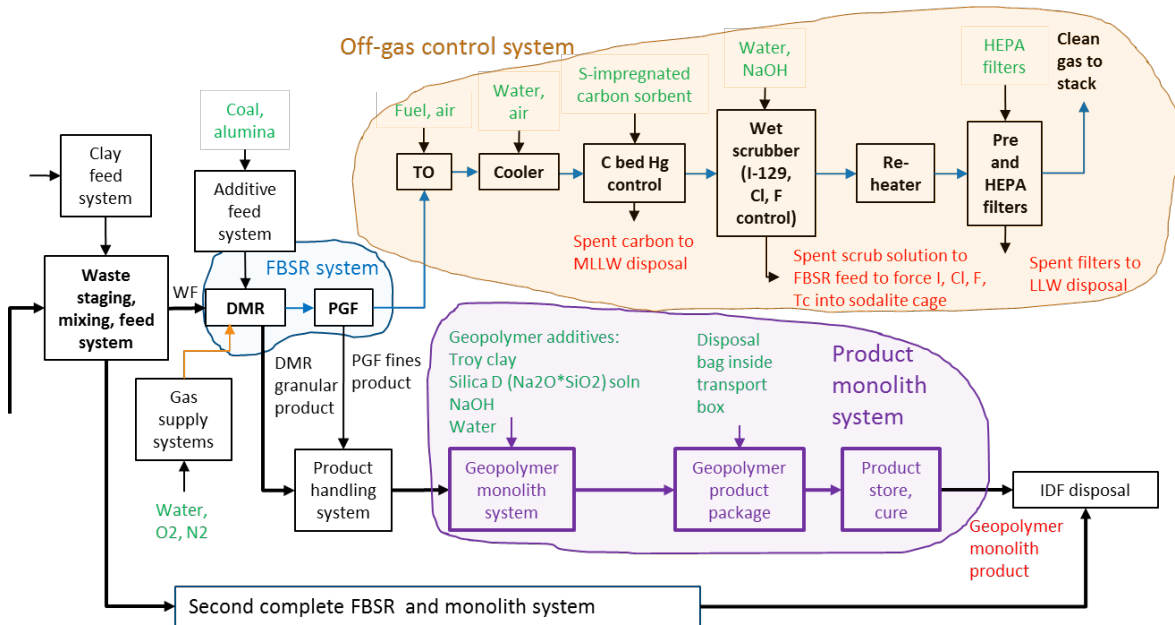 Off-gas control system
Water,
NaOH
HEPA
filters
Clean
gas to
stack
S-impregnated
carbon sorbent
Water,
air
Fuel, air
Coal,
alumina
Clay
feed
system
Additive
feed
system
TO
Cooler
C bed Hg
control
Wet
scrubber
(I-129,
Cl, F
control)
Re-
heater
Pre
and
HEPA
filters
Spent carbon to
MLLW disposal
Spent scrub solution to
FBSR feed to force I, Cl, F,
Tc into sodalite cage
Spent filters to
LLW disposal
FBSR system
Waste
staging,
mixing, feed
system
WF
DMR
PGF
DMR
granular
product
PGF fines
product
Gas
supply
systems
Water,
O2, N2
Product
handling
system
Geopolymer additives:
Troy clay
Silica D (Na2O*SiO2) soln
NaOH
Water
Disposal
bag inside
transport
box
Product
monolith
system
Geopolymer
monolith
system
Geopolymer
product
package
Product
store,
cure
IDF disposal
Geopolymer
monolith
product
Second complete FBSR and monolith system